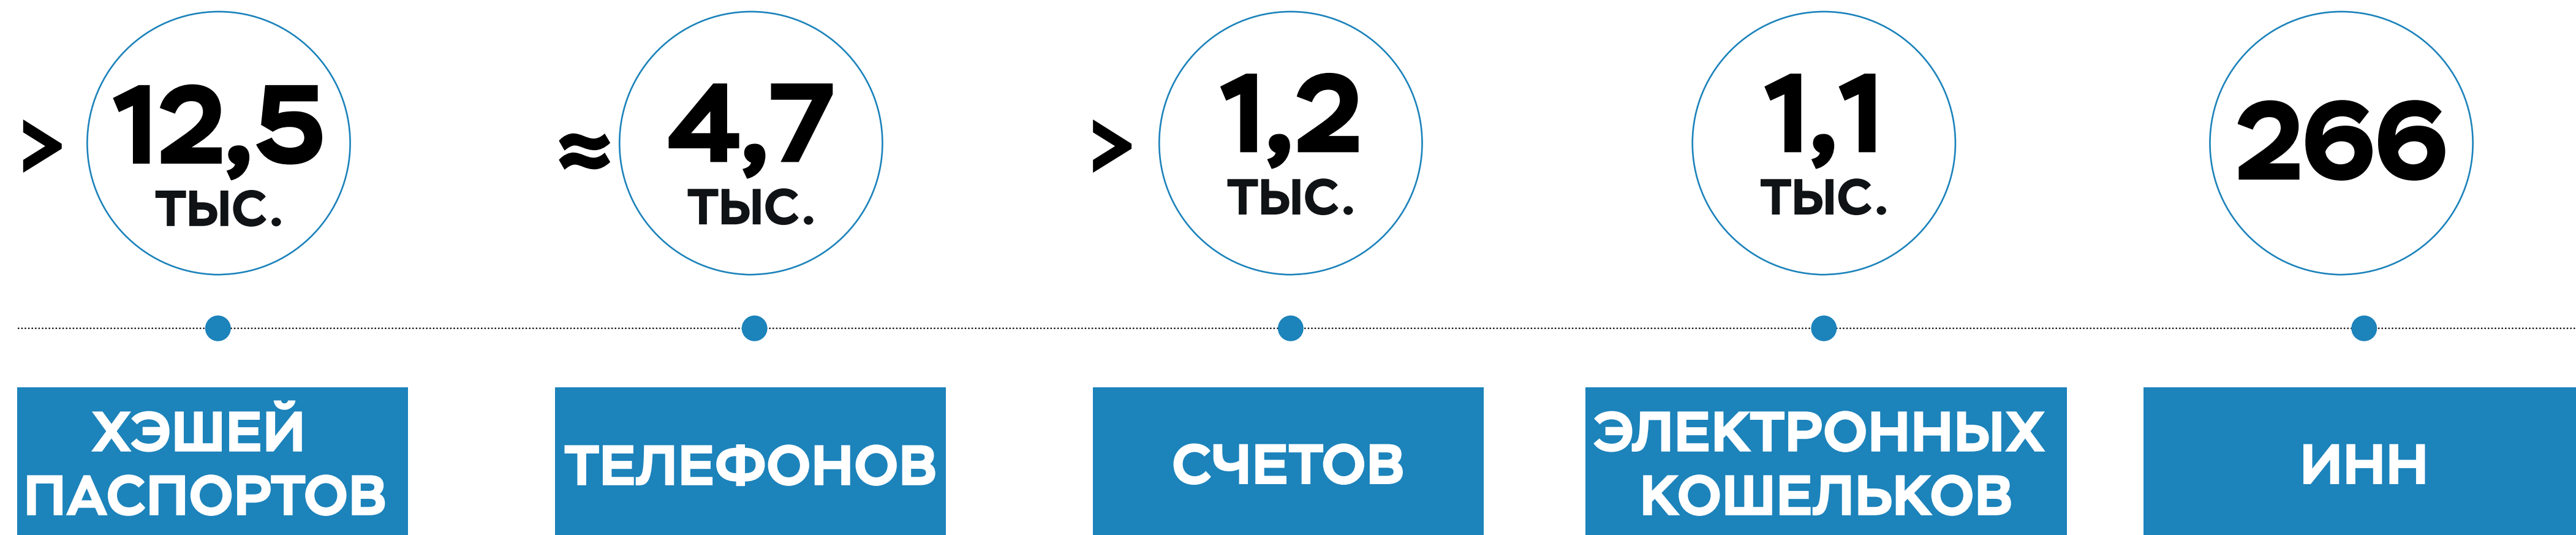 > 12,5
ТЫС.
≈ 4,7
ТЫС.
> 1,2
ТЫС.
1,1
ТЫС.
266
ХЭШЕЙ
ПАСПОРТОВ
ТЕЛЕФОНОВ
СЧЕТОВ
ЭЛЕКТРОННЫХ
КОШЕЛЬКОВ
ИНН